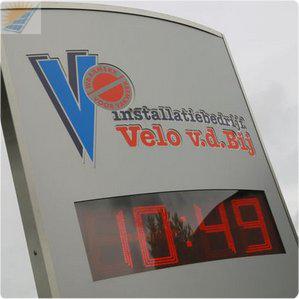 V
installatiebedrijf
Velo v.d. Bij
10:49